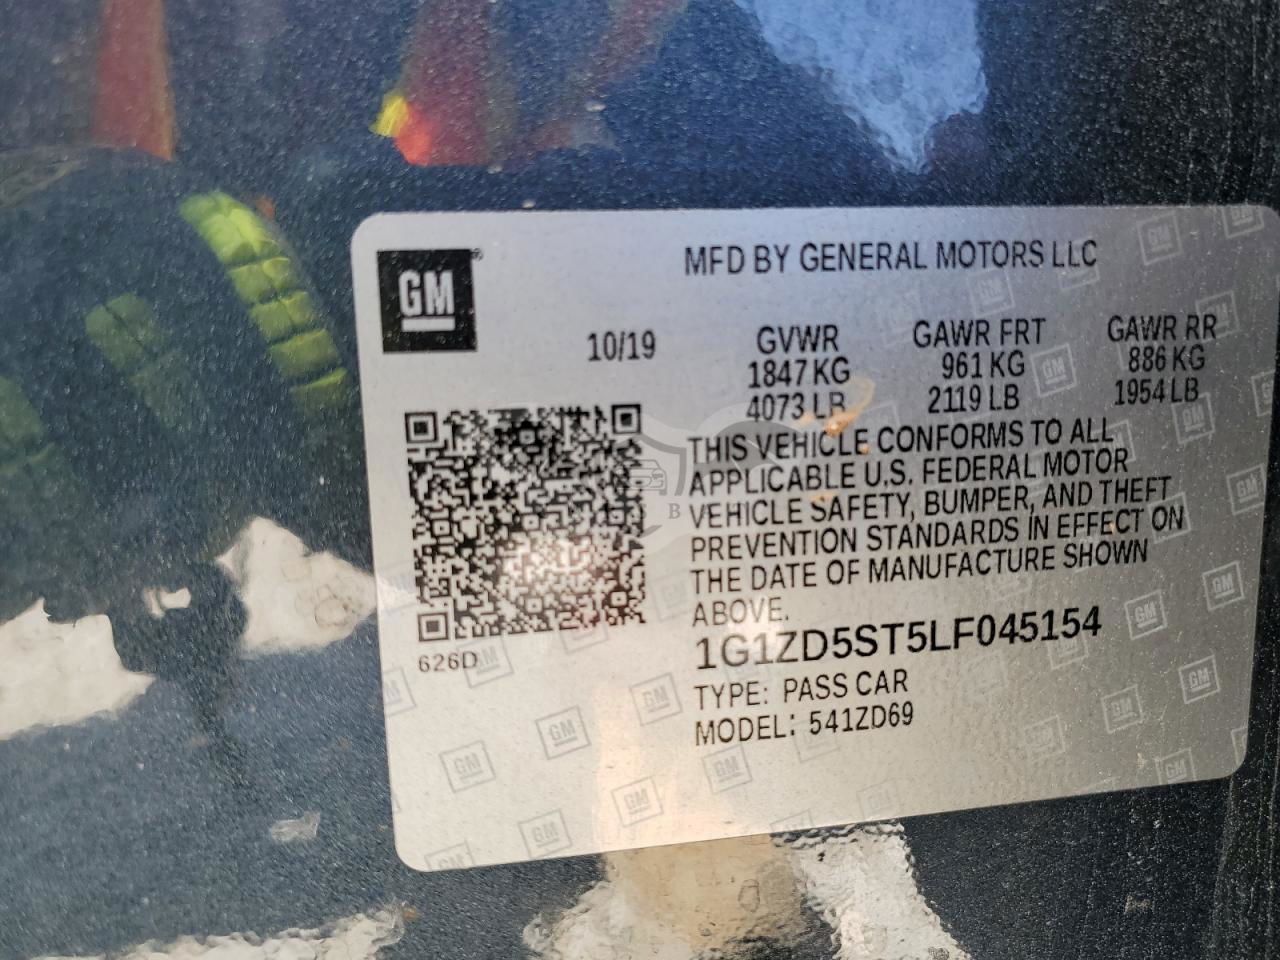 GM
MFD BY GENERAL MOTORS LLC
10/19
GVWR GAWR FRT GAWR RR
1847 KG 961 KG 886 KG
4073 LB 2119 LB 1954 LB
THIS VEHICLE CONFORMS TO ALL
APPLICABLE U.S. FEDERAL MOTOR
VEHICLE SAFETY, BUMPER, AND THEFT
PREVENTION STANDARDS IN EFFECT ON
THE DATE OF MANUFACTURE SHOWN
ABOVE.
626D
1G1ZD5ST5LF045154
TYPE: PASS CAR
MODEL: 541ZD69